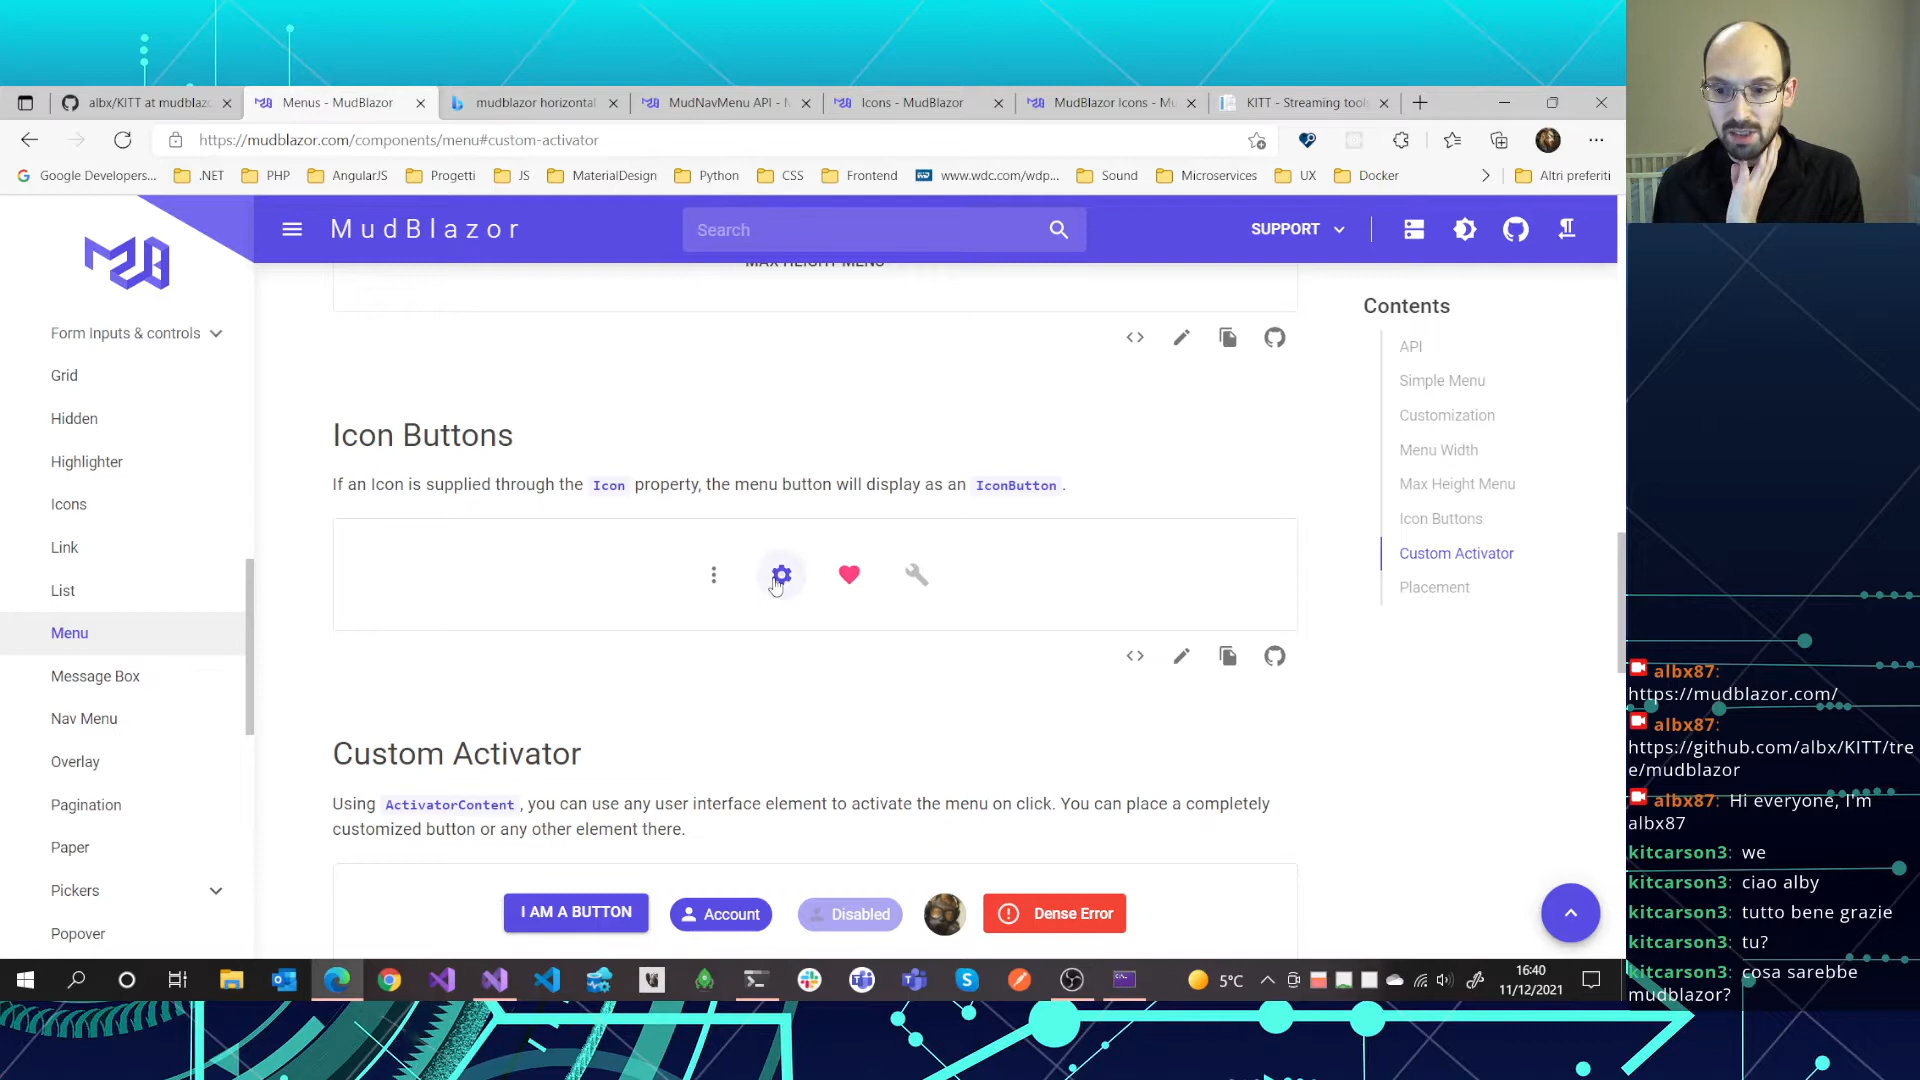 albx/KITT at mudblazo
Menus - MudBlazor
mudblazor horizontal
MudNavMenu API - M
Icons - MudBlazor
MudBlazor Icons - Mu
KITT - Streaming tools
https://mudblazor.com/components/menu#custom-activator
Google Developers...
.NET
PHP
AngularJS
Progetti
JS
MaterialDesign
Python
CSS
Frontend
www.wdc.com/wdp...
Sound
Microservices
UX
Docker
Altri preferiti
MudBlazor
Search
SUPPORT
MAX HEIGHT MENU
Form Inputs & controls
Grid
Hidden
Highlighter
Icons
Link
List
Menu
Message Box
Nav Menu
Overlay
Pagination
Paper
Pickers
Popover
Icon Buttons
If an Icon is supplied through the Icon property, the menu button will display as an IconButton.
Custom Activator
Using ActivatorContent, you can use any user interface element to activate the menu on click. You can place a completely
customized button or any other element there.
I AM A BUTTON
Account
Disabled
Dense Error
Contents
API
Simple Menu
Customization
Menu Width
Max Height Menu
Icon Buttons
Custom Activator
Placement
albx87:
https://mudblazor.com/
albx87:
https://github.com/albx/KITT/tre
e/mudblazor
albx87: Hi everyone, I'm
albx87
kitcarson3: we
kitcarson3: ciao alby
kitcarson3: tutto bene grazie
kitcarson3: tu?
kitcarson3: cosa sarebbe
mudblazor?
5°C
16:40
11/12/2021